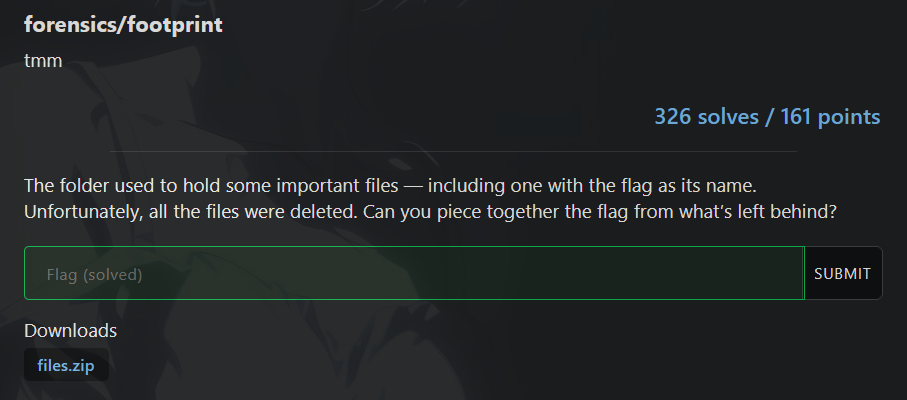 forensics/footprint
tmm
326 solves / 161 points
The folder used to hold some important files — including one with the flag as its name.
Unfortunately, all the files were deleted. Can you piece together the flag from what’s left behind?
Flag (solved)
SUBMIT
Downloads
files.zip